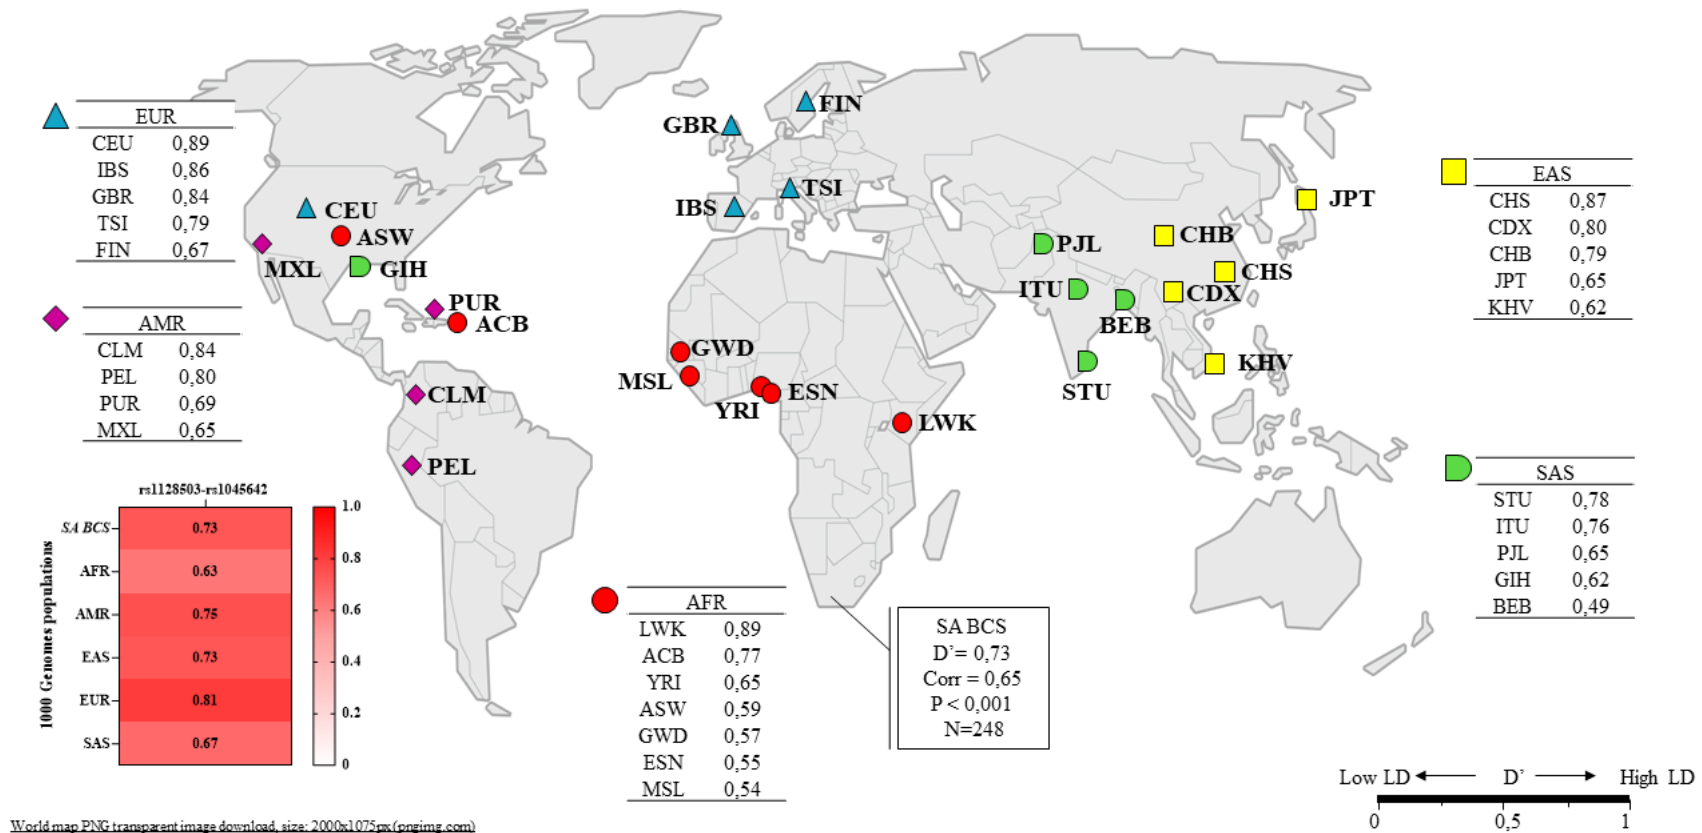 EUR
CEU 0,89
IBS 0,86
GBR 0,84
TSI 0,79
FIN 0,67
AMR
CLM 0,84
PEL 0,80
PUR 0,69
MXL 0,65
CEU
ASW
MXL
GIH
PUR
ACB
CLM
PEL
FIN
GBR
TSI
IBS
GWD
MSL
YRI
ESN
LWK
PJL
ITU
BEB
STU
JPT
CHB
CHS
CDX
KHV
EAS
CHS 0,87
CDX 0,80
CHB 0,79
JPT 0,65
KHV 0,62
SAS
STU 0,78
ITU 0,76
PJL 0,65
GIH 0,62
BEB 0,49
rs1128503-rs1045642
1000 Genomes populations
SA BCS 0.73
AFR 0.63
AMR 0.75
EAS 0.73
EUR 0.81
SAS 0.67
1.0
0.8
0.6
0.4
0.2
0
AFR
LWK 0,89
ACB 0,77
YRI 0,65
ASW 0,59
GWD 0,57
ESN 0,55
MSL 0,54
SA BCS
D’= 0,73
Corr = 0,65
P < 0,001
N=248
Low LD D’ High LD
0 0,5 1
World map PNG transparent image download, size: 2000x1075px (pngimg.com)